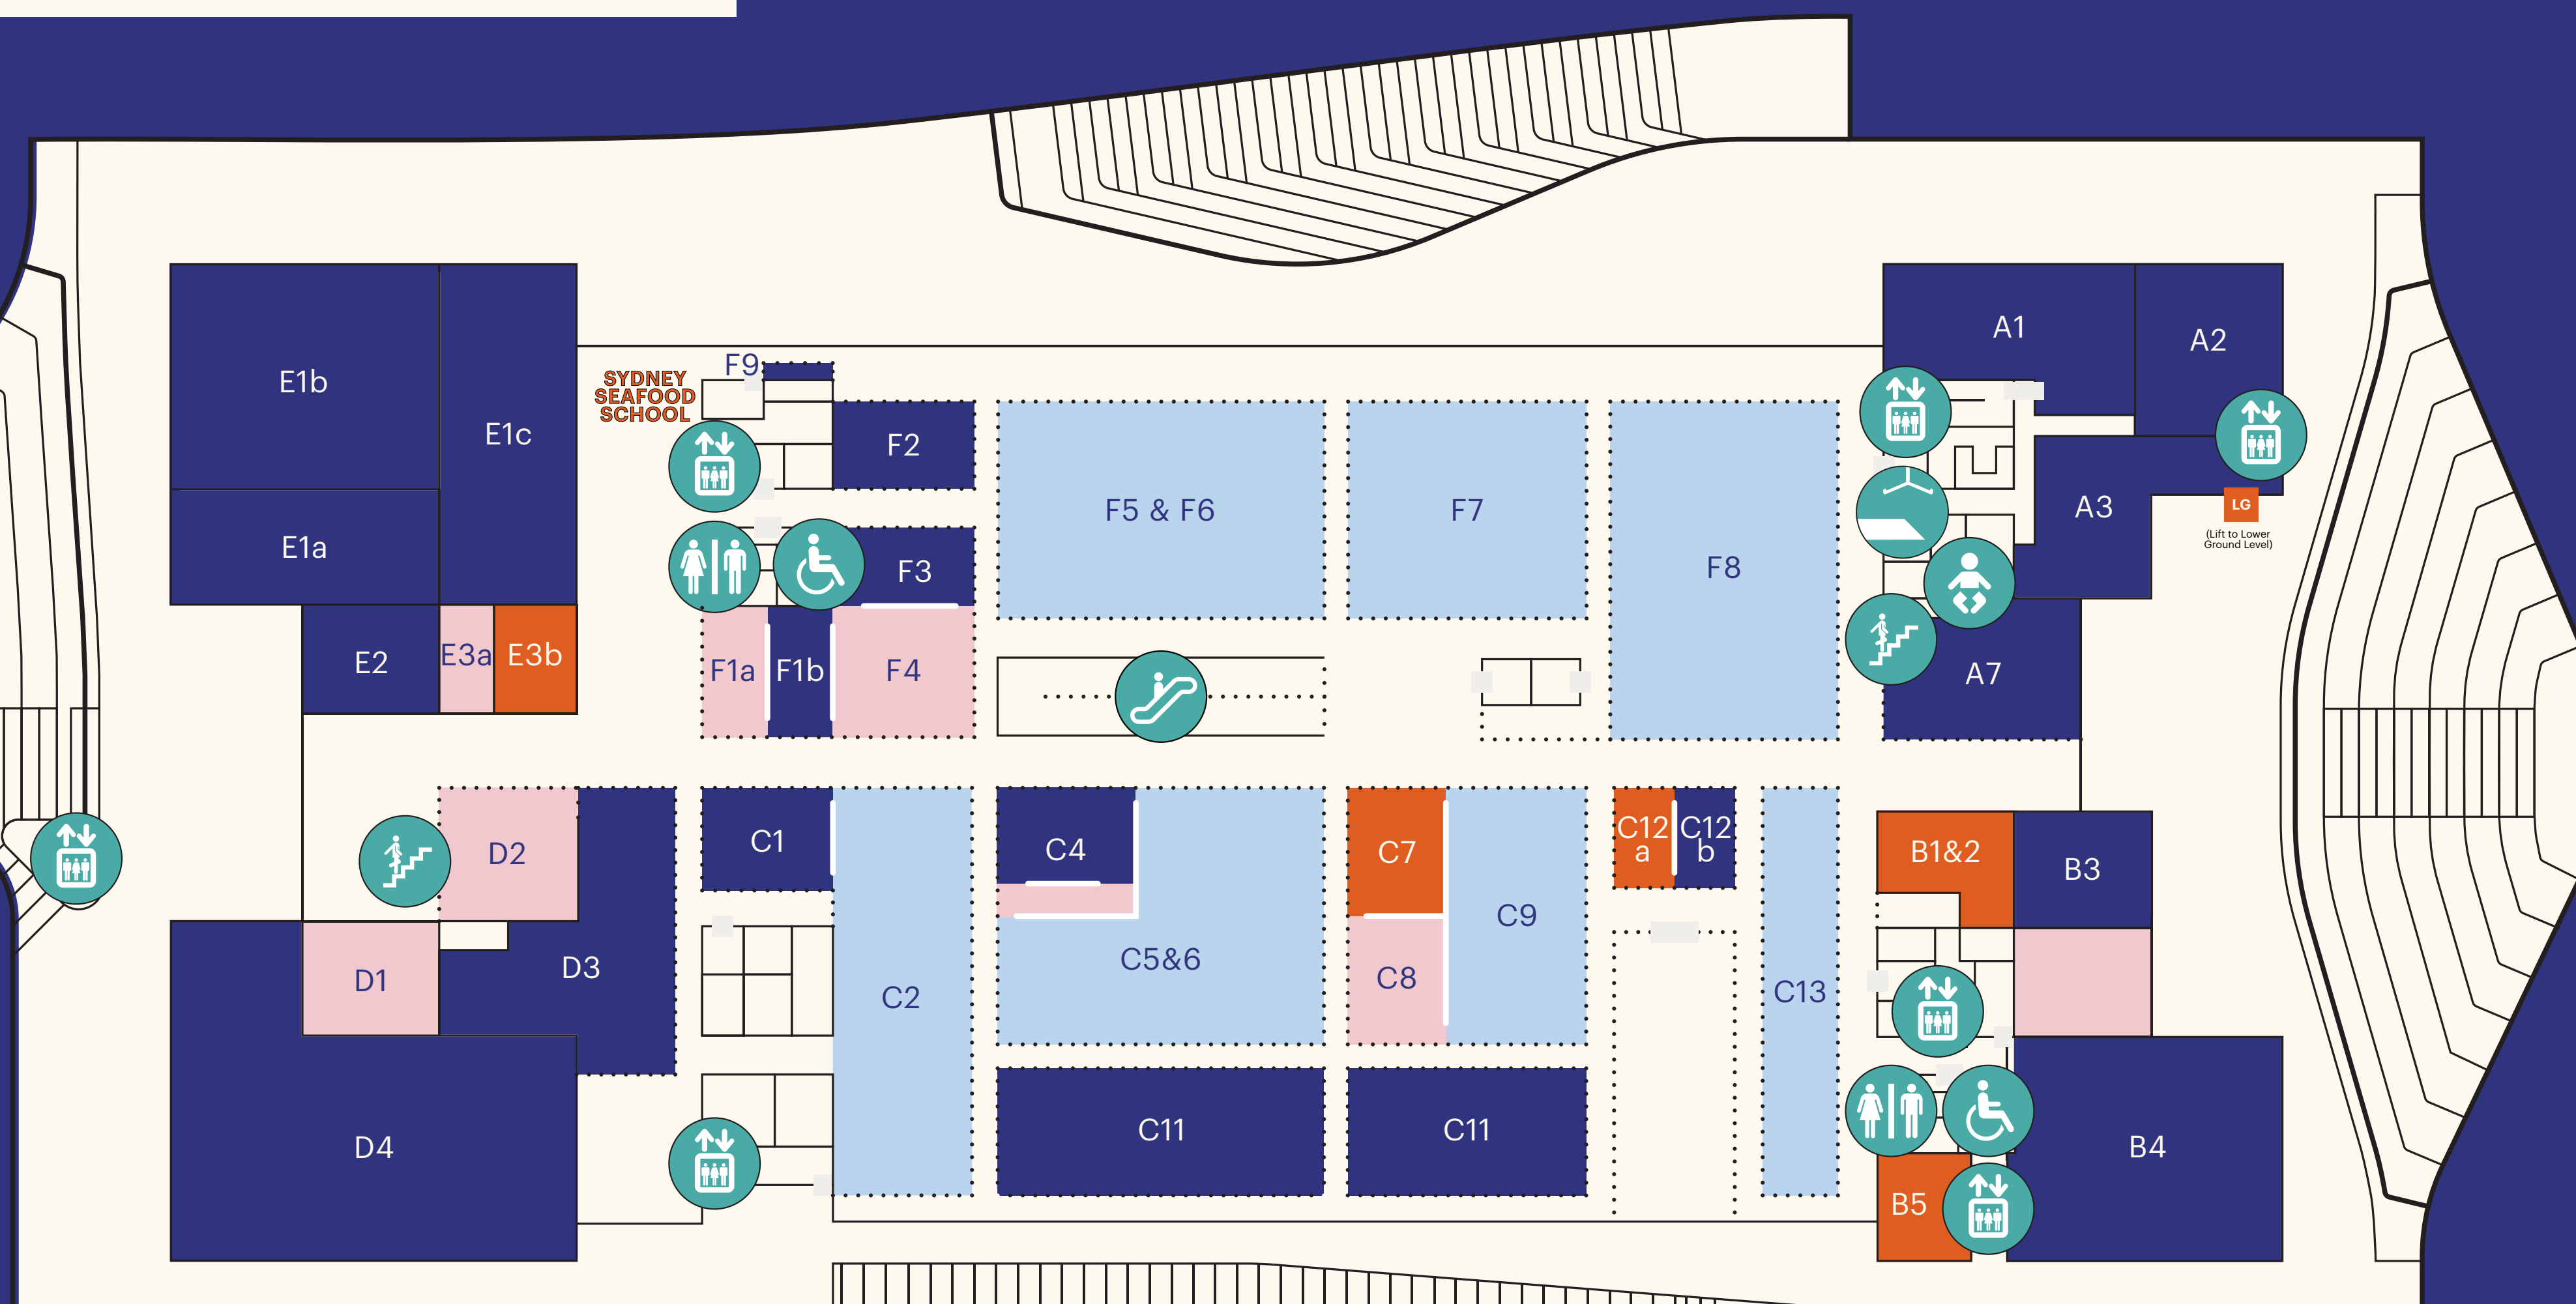 E1b
E1c
E1a
E2
E3a
E3b
F9
SYDNEY
SEAFOOD
SCHOOL
F2
F3
F1a
F1b
F4
F5 & F6
F7
F8
A1
A2
A3
A7
LG
(Lift to Lower
Ground Level)
D2
D1
D3
D4
C1
C2
C4
C5&6
C7
C8
C9
C11
C11
C12
a
C12
b
C13
B1&2
B3
B4
B5